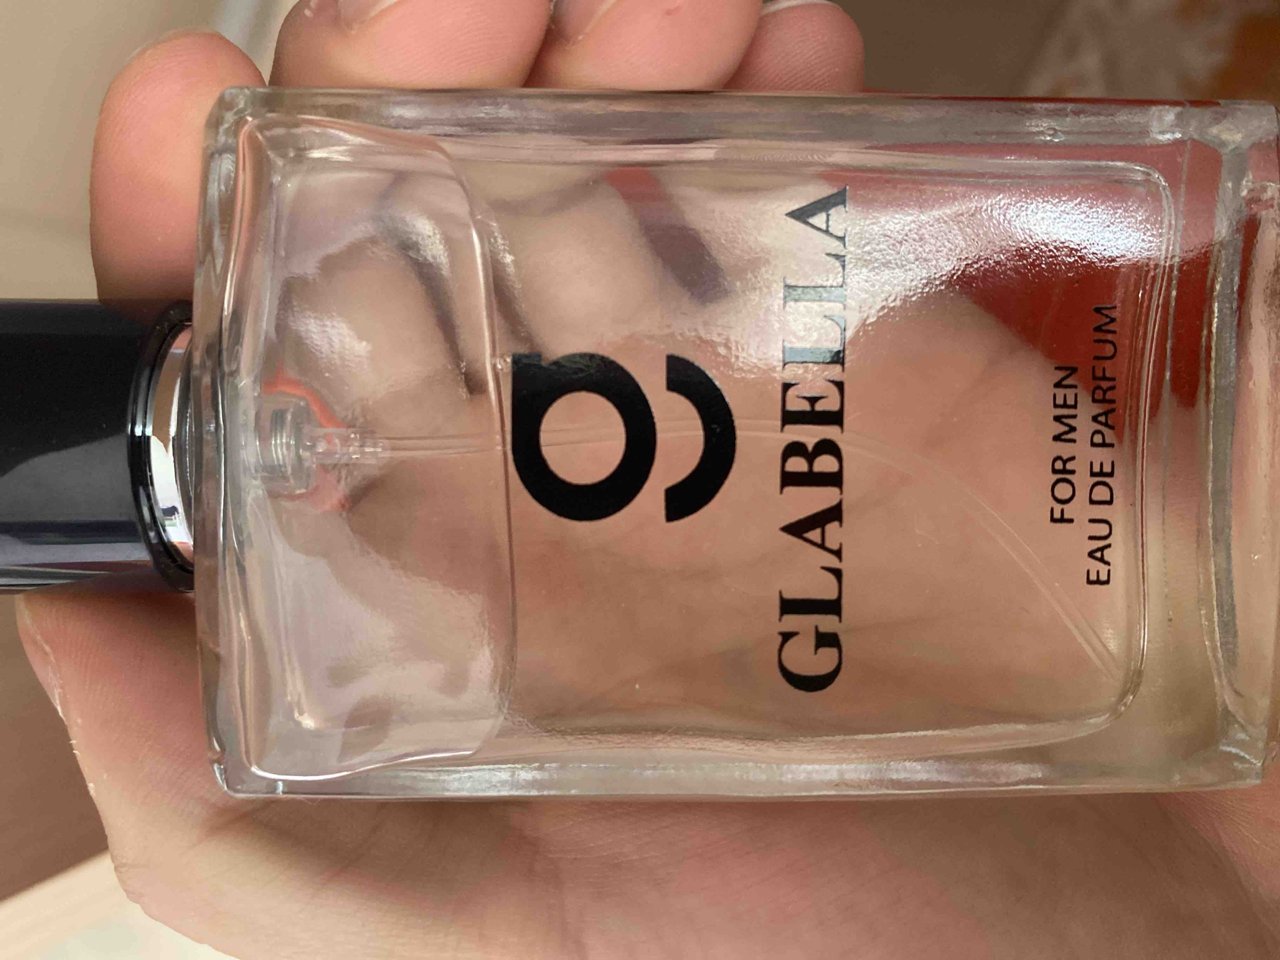 g
GLABELLA
FOR MEN
EAU DE PARFUM